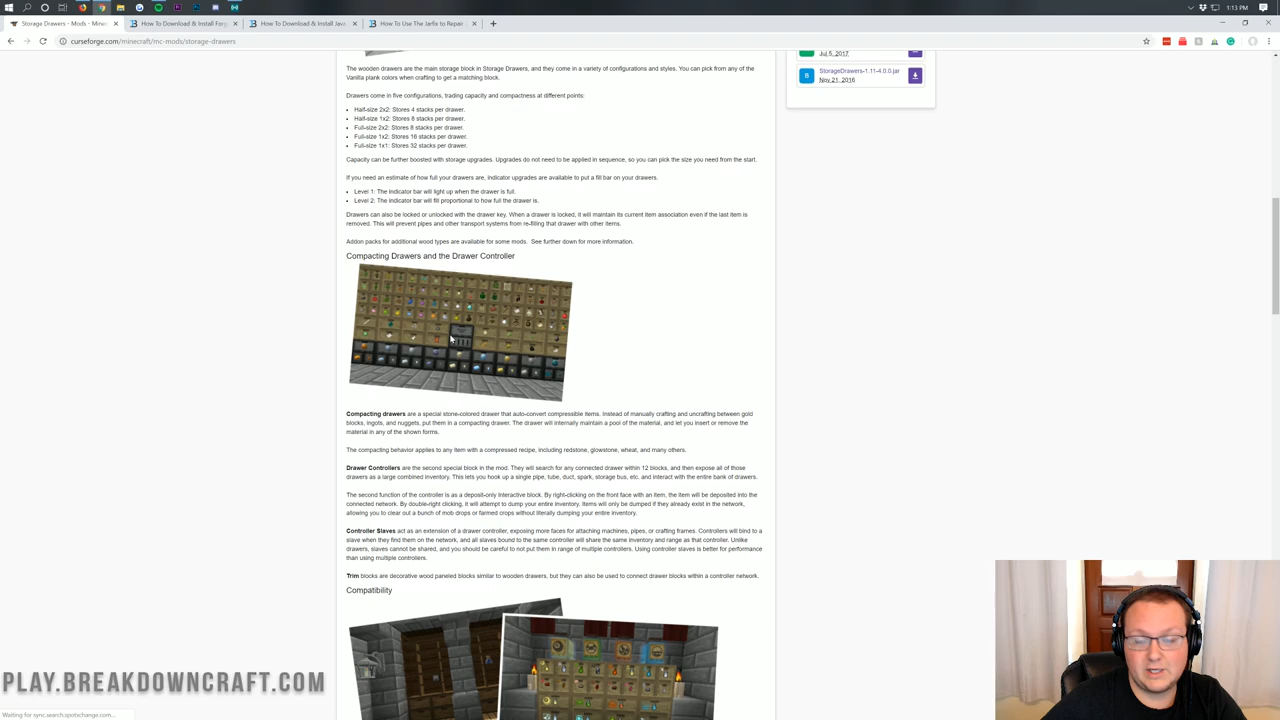 Storage Drawers - Mods - Mine
How To Download & Install Forg
How To Download & Install Java
How To Use The Jarfix to Repair
1:13 PM
curseforge.com/minecraft/mc-mods/storage-drawers
Jul 5, 2017
B
StorageDrawers-1.11-4.0.0.jar
Nov 21, 2016
The wooden drawers are the main storage block in Storage Drawers, and they come in a variety of configurations and styles. You can pick from any of the
Vanilla plank colors when crafting to get a matching block.
Drawers come in five configurations, trading capacity and compactness at different points:
• Half-size 2x2: Stores 4 stacks per drawer.
• Half-size 1x2: Stores 8 stacks per drawer.
• Full-size 2x2: Stores 8 stacks per drawer.
• Full-size 1x2: Stores 16 stacks per drawer.
• Full-size 1x1: Stores 32 stacks per drawer.
Capacity can be further boosted with storage upgrades. Upgrades do not need to be applied in sequence, so you can pick the size you need from the start.
If you need an estimate of how full your drawers are, indicator upgrades are available to put a fill bar on your drawers.
• Level 1: The indicator bar will light up when the drawer is full.
• Level 2: The indicator bar will fill proportional to how full the drawer is.
Drawers can also be locked or unlocked with the drawer key. When a drawer is locked, it will maintain its current item association even if the last item is
removed. This will prevent pipes and other transport systems from re-filling that drawer with other items.
Addon packs for additional wood types are available for some mods. See further down for more information.
Compacting Drawers and the Drawer Controller
Compacting drawers are a special stone-colored drawer that auto-convert compressible items. Instead of manually crafting and uncrafting between gold
blocks, ingots, and nuggets, put them in a compacting drawer. The drawer will internally maintain a pool of the material, and let you insert or remove the
material in any of the shown forms.
The compacting behavior applies to any item with a compressed recipe, including redstone, glowstone, wheat, and many others.
Drawer Controllers are the second special block in the mod. They will search for any connected drawer within 12 blocks, and then expose all of those
drawers as a large combined inventory. This lets you hook up a single pipe, tube, duct, spark, storage bus, etc. and interact with the entire bank of drawers.
The second function of the controller is as a deposit-only interactive block. By right-clicking on the front face with an item, the item will be deposited into the
connected network. By double-right clicking, it will attempt to dump your entire inventory. Items will only be dumped if they already exist in the network,
allowing you to clear out a bunch of mob drops or farmed crops without literally dumping your entire inventory.
Controller Slaves act as an extension of a drawer controller, exposing more faces for attaching machines, pipes, or crafting frames. Controllers will bind to a
slave when they find them on the network, and all slaves bound to the same controller will share the same inventory and range as that controller. Unlike
drawers, slaves cannot be shared, and you should be careful to not put them in range of multiple controllers. Using controller slaves is better for performance
than using multiple controllers.
Trim blocks are decorative wood paneled blocks similar to wooden drawers, but they can also be used to connect drawer blocks within a controller network.
Compatibility
PLAY.BREAKDOWNCRAFT.COM
Waiting for sync.search.spotxchange.com...